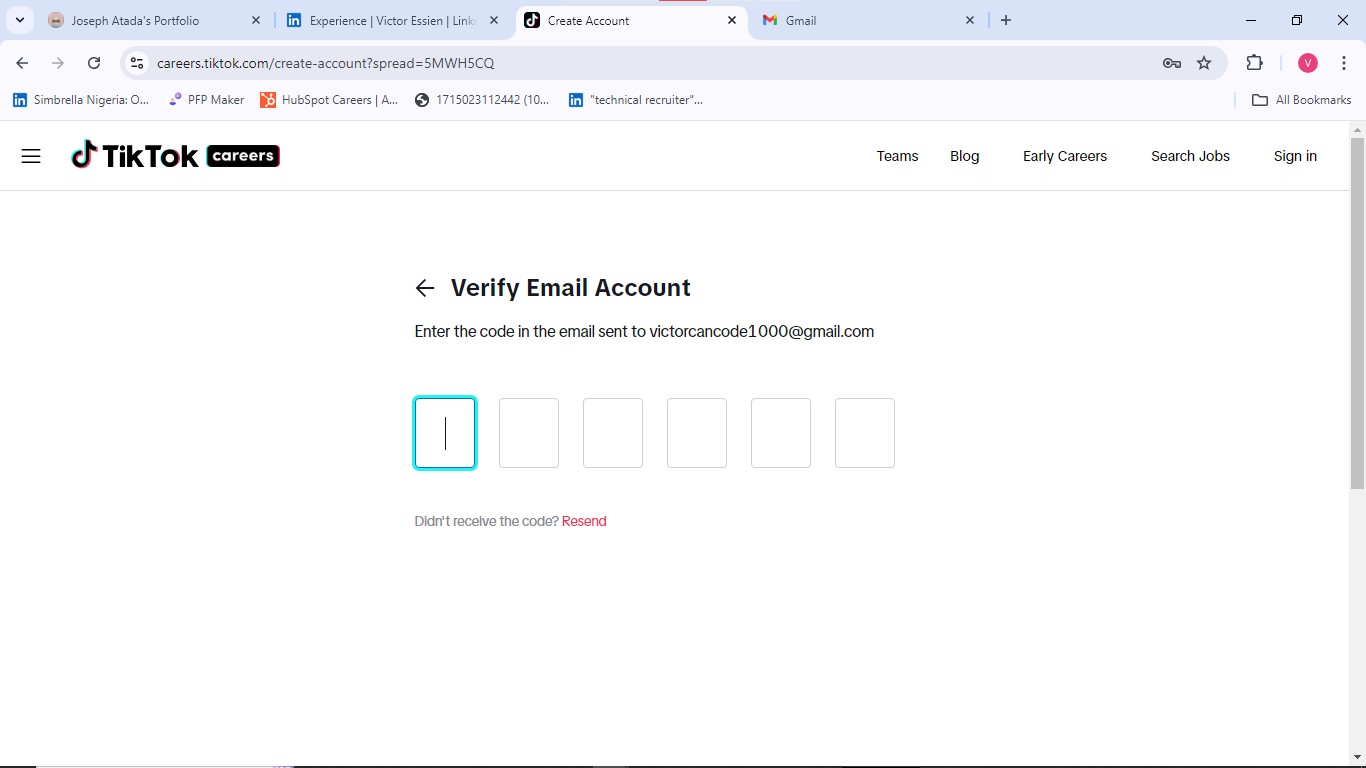 Joseph Atada's Portfolio
Experience | Victor Essien | Linke
Create Account
Gmail
careers.tiktok.com/create-account?spread=5MWH5CQ
V
Simbrella Nigeria: O...
PFP Maker
HubSpot Careers | A...
1715023112442 (10...
"technical recruiter"...
All Bookmarks
TikTok careers
Teams
Blog
Early Careers
Search Jobs
Sign in
Verify Email Account
Enter the code in the email sent to victorcancode1000@gmail.com
Didn't receive the code? Resend